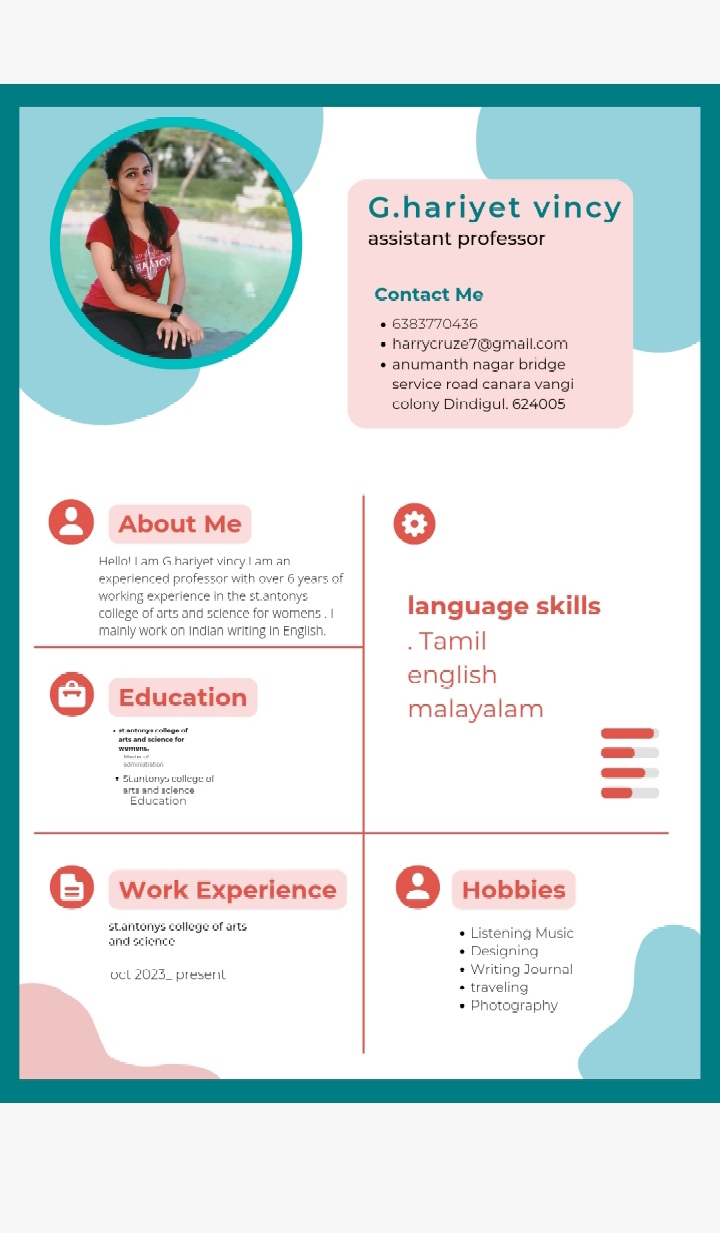 G.hariyet vincy
assistant professor
Contact Me
• 6383770436
• harrycruze7@gmail.com
• anumanth nagar bridge
service road canara vangi
colony Dindigul. 624005
About Me
Hello! I am G.hariyet vincy.I am an
experienced professor with over 6 years of
working experience in the st.antonys
college of arts and science for womens . I
mainly work on Indian writing in English.
language skills
. Tamil
english
malayalam
Education
• st.antonys college of
arts and science for
womens.
Master of
administration
• St.antonys college of
arts and science
Education
Work Experience
st.antonys college of arts
and science
oct 2023_ present
Hobbies
• Listening Music
• Designing
• Writing Journal
• traveling
• Photography